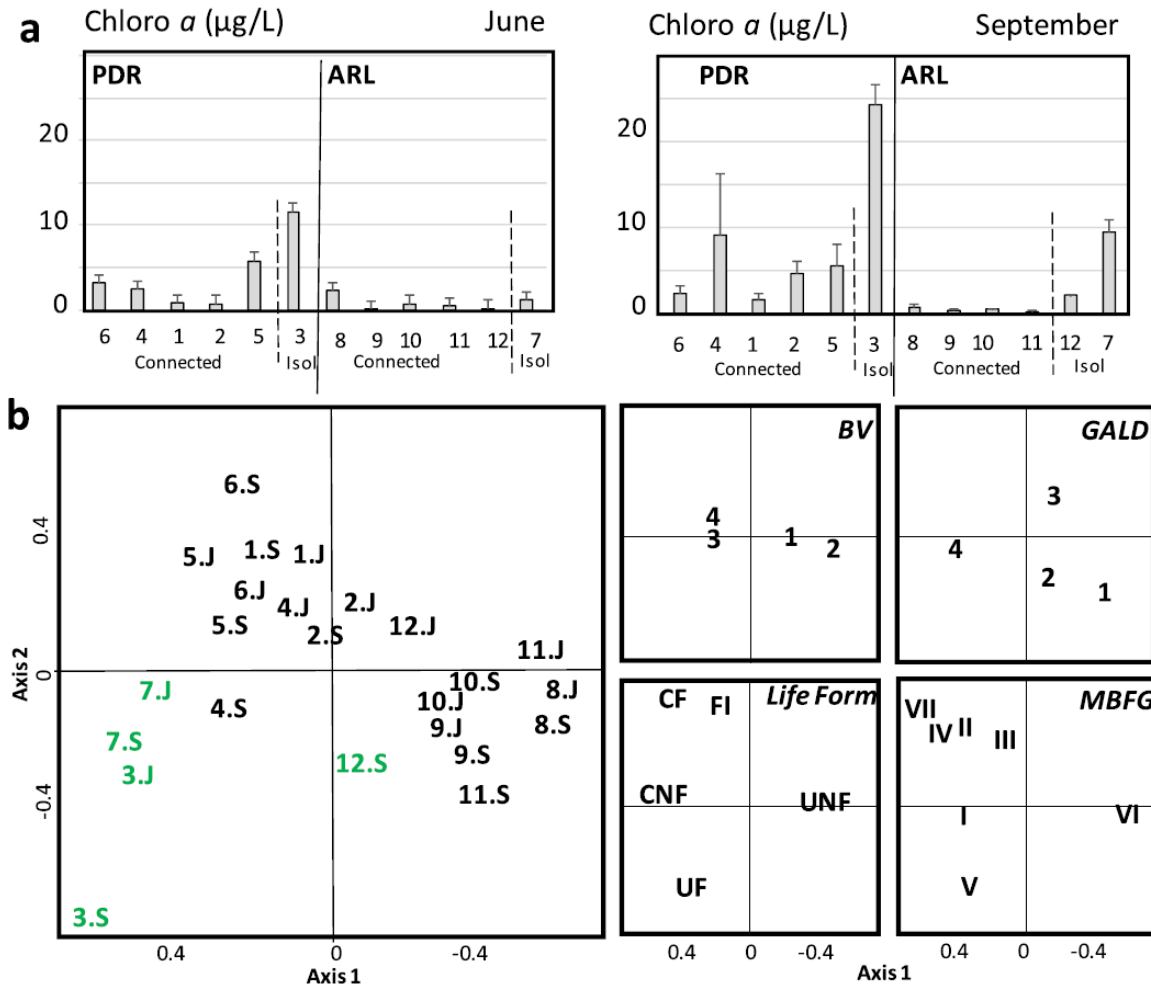 a
Chloro a (µg/L) June
PDR ARL
20
10
0
6 4 1 2 5 3 8 9 10 11 12 7
Connected Isol Connected Isol
Chloro a (µg/L) September
PDR ARL
20
10
0
6 4 1 2 5 3 8 9 10 11 12 7
Connected Isol Connected Isol
b
6.S
5.J 1.S 1.J
6.J 4.J 2.J
5.S 2.S 12.J
11.J
7.J 4.S 10.S 8.J
10.J
7.S 9.J 8.S
3.J 12.S 9.S
11.S
3.S
0.4
0
-0.4
Axis 2
0.4 0 -0.4
Axis 1
BV
4
3 1 2
GALD
3
4
2 1
Life Form
CF FI
CNF UNF
UF
MBFG
VII
IV II III
I VI
V
0.4 0 -0.4 0.4 0 -0.4
Axis 1